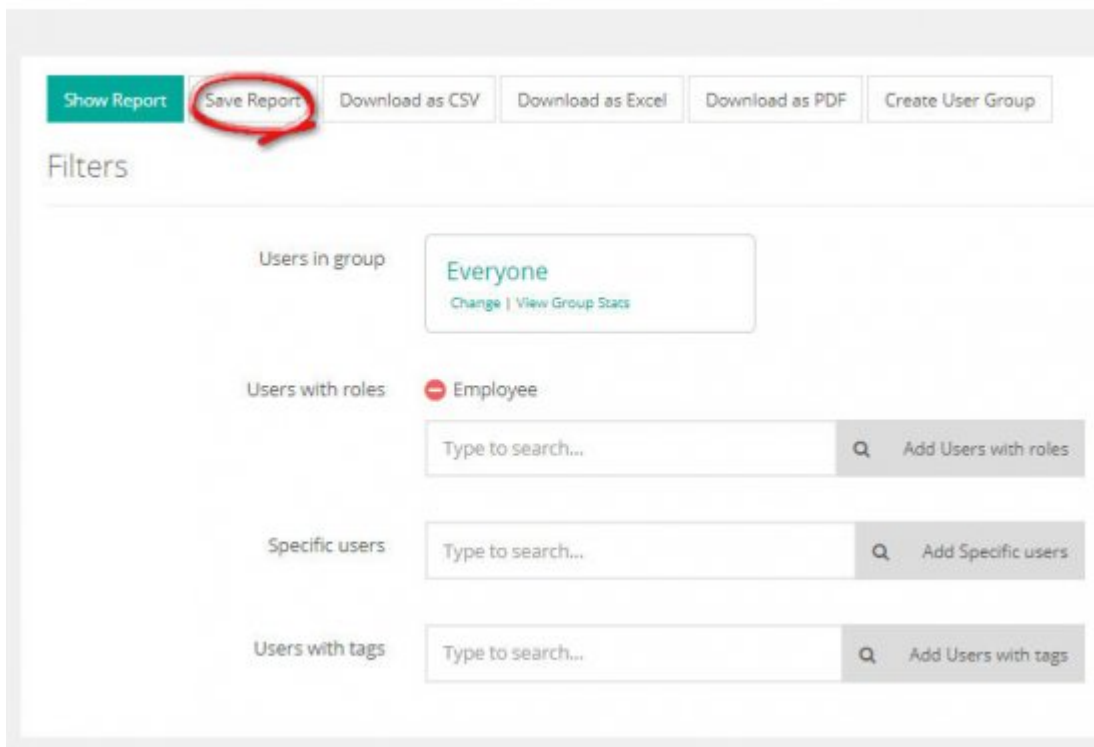 Show Report Save Report Download as CSV Download as Excel Download as PDF Create User Group
Filters
Users in group
Everyone
Change | View Group Stats
Users with roles
Employee
Type to search... Add Users with roles
Specific users
Type to search... Add Specific users
Users with tags
Type to search... Add Users with tags